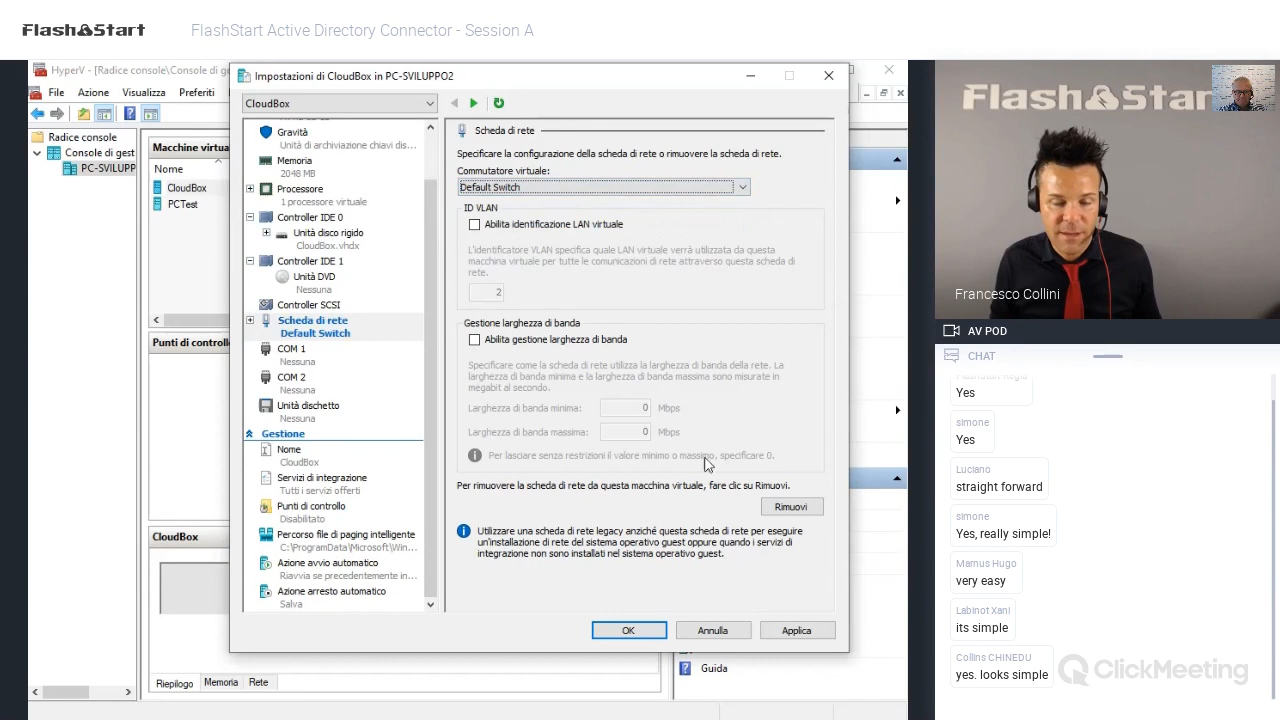 Flash&Start
FlashStart Active Directory Connector - Session A
HyperV - [Radice console\Console di ge
Impostazioni di CloudBox in PC-SVILUPPO2
File Azione Visualizza Preferiti
Radice console
Console di gest
PC-SVILUPP
Macchine virtua
Nome
CloudBox
PCTest
Punti di controll
CloudBox
Riepilogo Memoria Rete
CloudBox
Gravità
Unità di archiviazione chiavi dis...
Memoria
2048 MB
Processore
1 processore virtuale
Controller IDE 0
Unità disco rigido
CloudBox.vhdx
Controller IDE 1
Unità DVD
Nessuna
Controller SCSI
Scheda di rete
Default Switch
COM 1
Nessuna
COM 2
Nessuna
Unità dischetto
Nessuna
Gestione
Nome
CloudBox
Servizi di integrazione
Tutti i servizi offerti
Punti di controllo
Disabilitato
Percorso file di paging intelligente
C:\ProgramData\Microsoft\Win...
Azione avvio automatico
Riavvia se precedentemente in...
Azione arresto automatico
Salva
Scheda di rete
Specificare la configurazione della scheda di rete o rimuovere la scheda di rete.
Commutatore virtuale:
Default Switch
ID VLAN
Abilita identificazione LAN virtuale
L'identificatore VLAN specifica quale LAN virtuale verrà utilizzata da questa
macchina virtuale per tutte le comunicazioni di rete attraverso questa scheda di
rete.
2
Gestione larghezza di banda
Abilita gestione larghezza di banda
Specificare come la scheda di rete utilizza la larghezza di banda della rete. La
larghezza di banda minima e la larghezza di banda massima sono misurate in
megabit al secondo.
Larghezza di banda minima: 0 Mbps
Larghezza di banda massima: 0 Mbps
Per lasciare senza restrizioni il valore minimo o massimo, specificare 0.
Per rimuovere la scheda di rete da questa macchina virtuale, fare clic su Rimuovi.
Rimuovi
Utilizzare una scheda di rete legacy anziché questa scheda di rete per eseguire
un'installazione di rete del sistema operativo guest oppure quando i servizi di
integrazione non sono installati nel sistema operativo guest.
OK Annulla Applica
Guida
Flash&Star
Francesco Collini
AV POD
CHAT
Yes
simone
Yes
Luciano
straight forward
simone
Yes, really simple!
Marnus Hugo
very easy
Labinot Xani
its simple
Collins CHINEDU
yes. looks simple
ClickMeeting